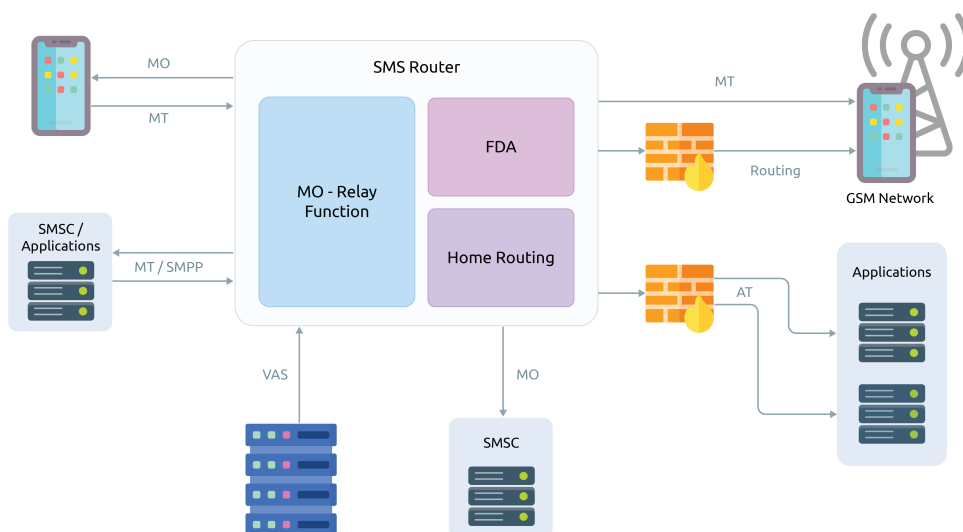 SMS Router
MO
MT
MO - Relay
Function
FDA
Home Routing
MT
Routing
GSM Network
SMSC /
Applications
MT / SMPP
AT
Applications
VAS
MO
SMSC